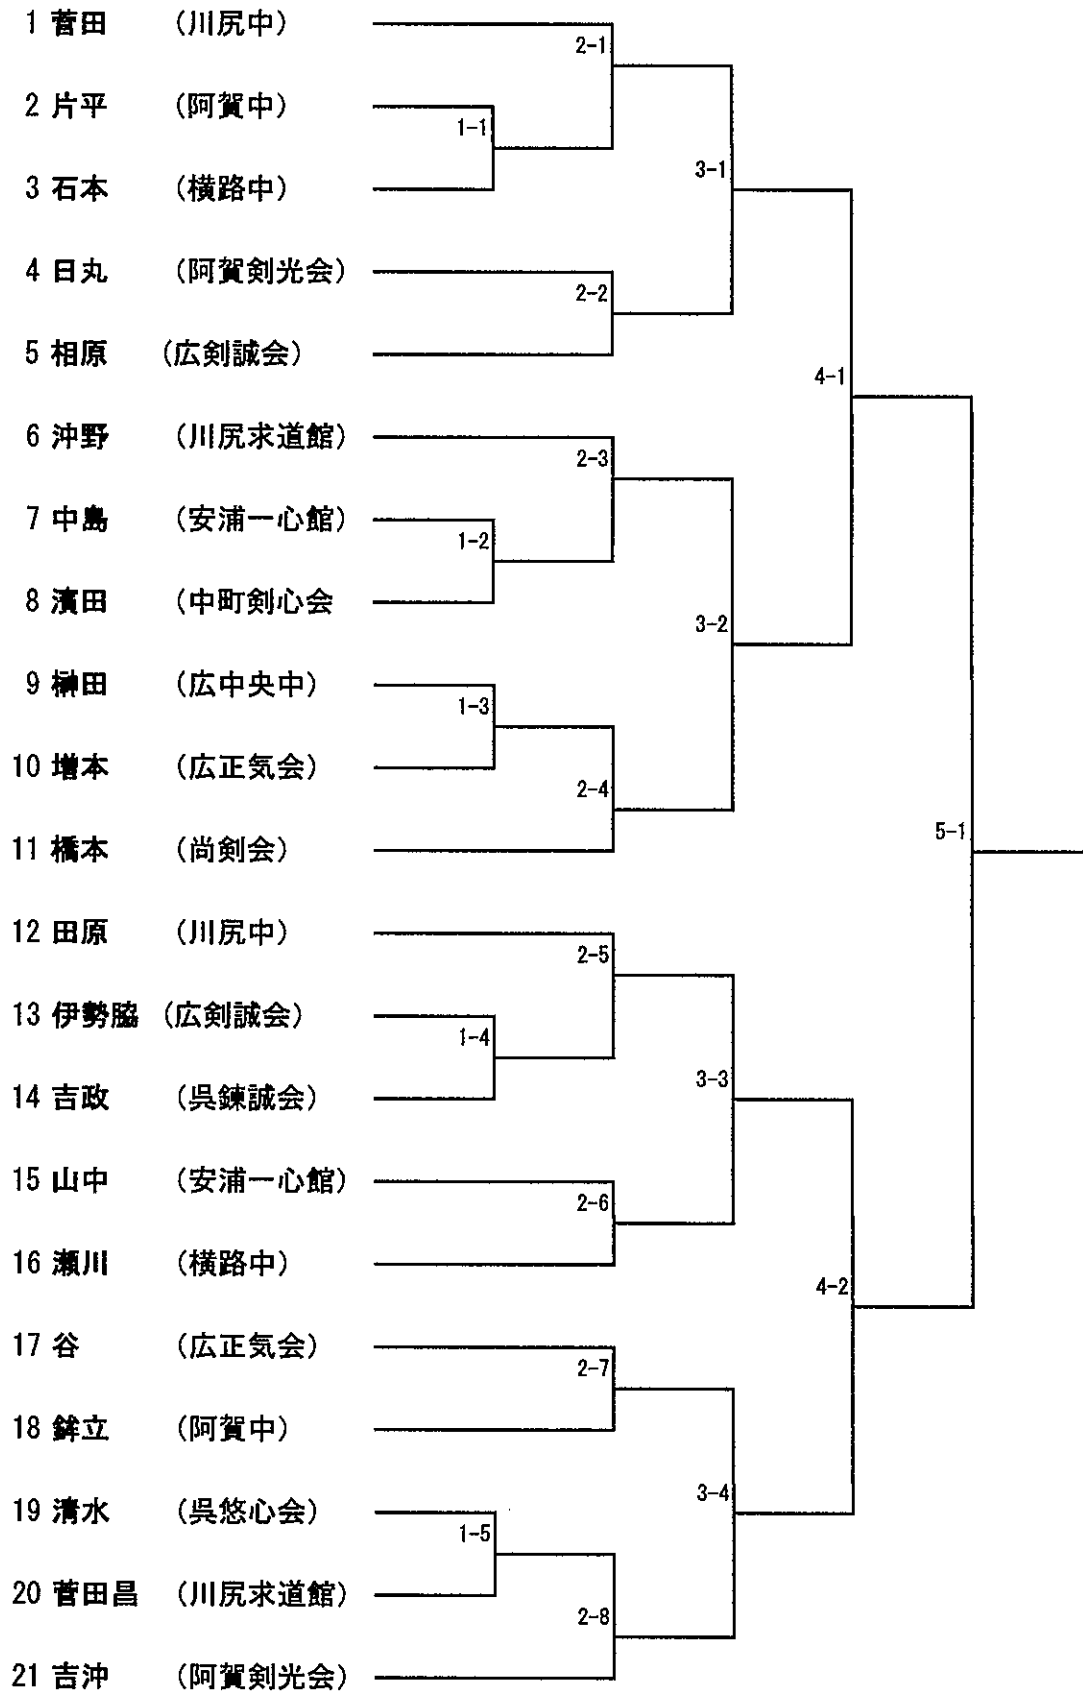 1 菅田 (川尻中)
2-1
2 片平 (阿賀中)
1-1
3 石本 (横路中)
3-1
4 日丸 (阿賀剣光会)
2-2
5 相原 (広剣誠会)
4-1
6 沖野 (川尻求道館)
2-3
7 中島 (安浦一心館)
1-2
8 濱田 (中町剣心会
3-2
9 榊田 (広中央中)
1-3
10 増本 (広正気会)
2-4
11 橋本 (尚剣会)
5-1
12 田原 (川尻中)
2-5
13 伊勢脇 (広剣誠会)
1-4
14 吉政 (呉錬誠会)
3-3
15 山中 (安浦一心館)
2-6
16 瀬川 (横路中)
4-2
17 谷 (広正気会)
2-7
18 鉾立 (阿賀中)
3-4
19 清水 (呉悠心会)
1-5
20 菅田昌 (川尻求道館)
2-8
21 吉沖 (阿賀剣光会)